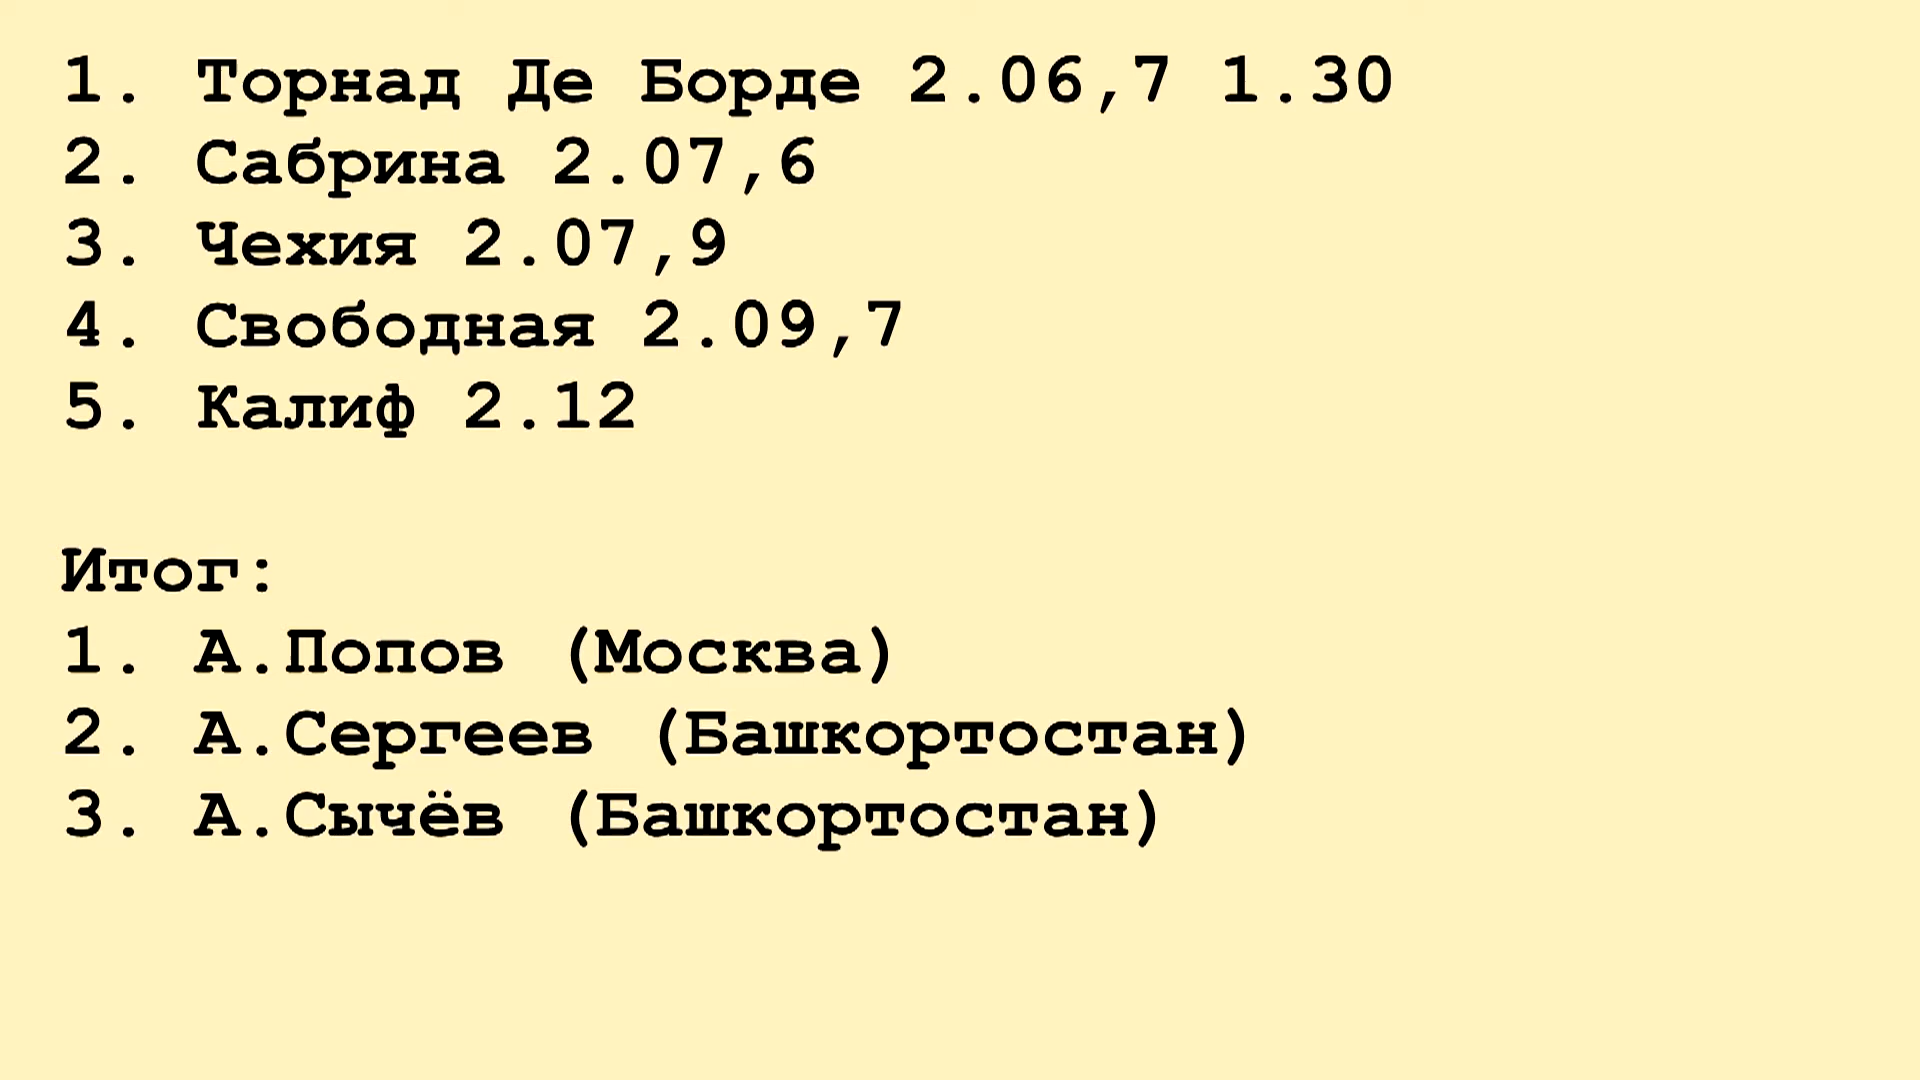 1. Торнад Де Борде 2.06,7 1.30
2. Сабрина 2.07,6
3. Чехия 2.07,9
4. Свободная 2.09,7
5. Калиф 2.12
Итог:
1. А.Попов (Москва)
2. А.Сергеев (Башкортостан)
3. А.Сычёв (Башкортостан)